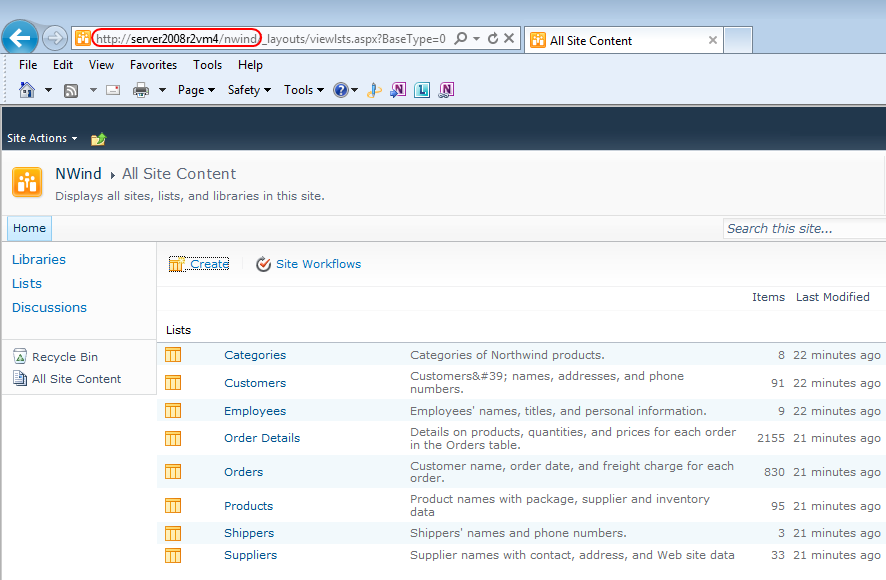 http://server2008r2vm4/nwind/_layouts/viewlsts.aspx?BaseType=0
All Site Content
File Edit View Favorites Tools Help
Page Safety Tools
Site Actions
NWind All Site Content
Displays all sites, lists, and libraries in this site.
Home
Search this site...
Libraries
Lists
Discussions
Recycle Bin
All Site Content
Create Site Workflows
Items Last Modified
Lists
Categories Categories of Northwind products. 8 22 minutes ago
Customers Customers&#39; names, addresses, and phone
numbers. 91 22 minutes ago
Employees Employees' names, titles, and personal information. 9 22 minutes ago
Order Details Details on products, quantities, and prices for each order
in the Orders table. 2155 21 minutes ago
Orders Customer name, order date, and freight charge for each
order. 830 21 minutes ago
Products Product names with package, supplier and inventory
data 95 21 minutes ago
Shippers Shippers' names and phone numbers. 3 21 minutes ago
Suppliers Supplier names with contact, address, and Web site data 33 21 minutes ago